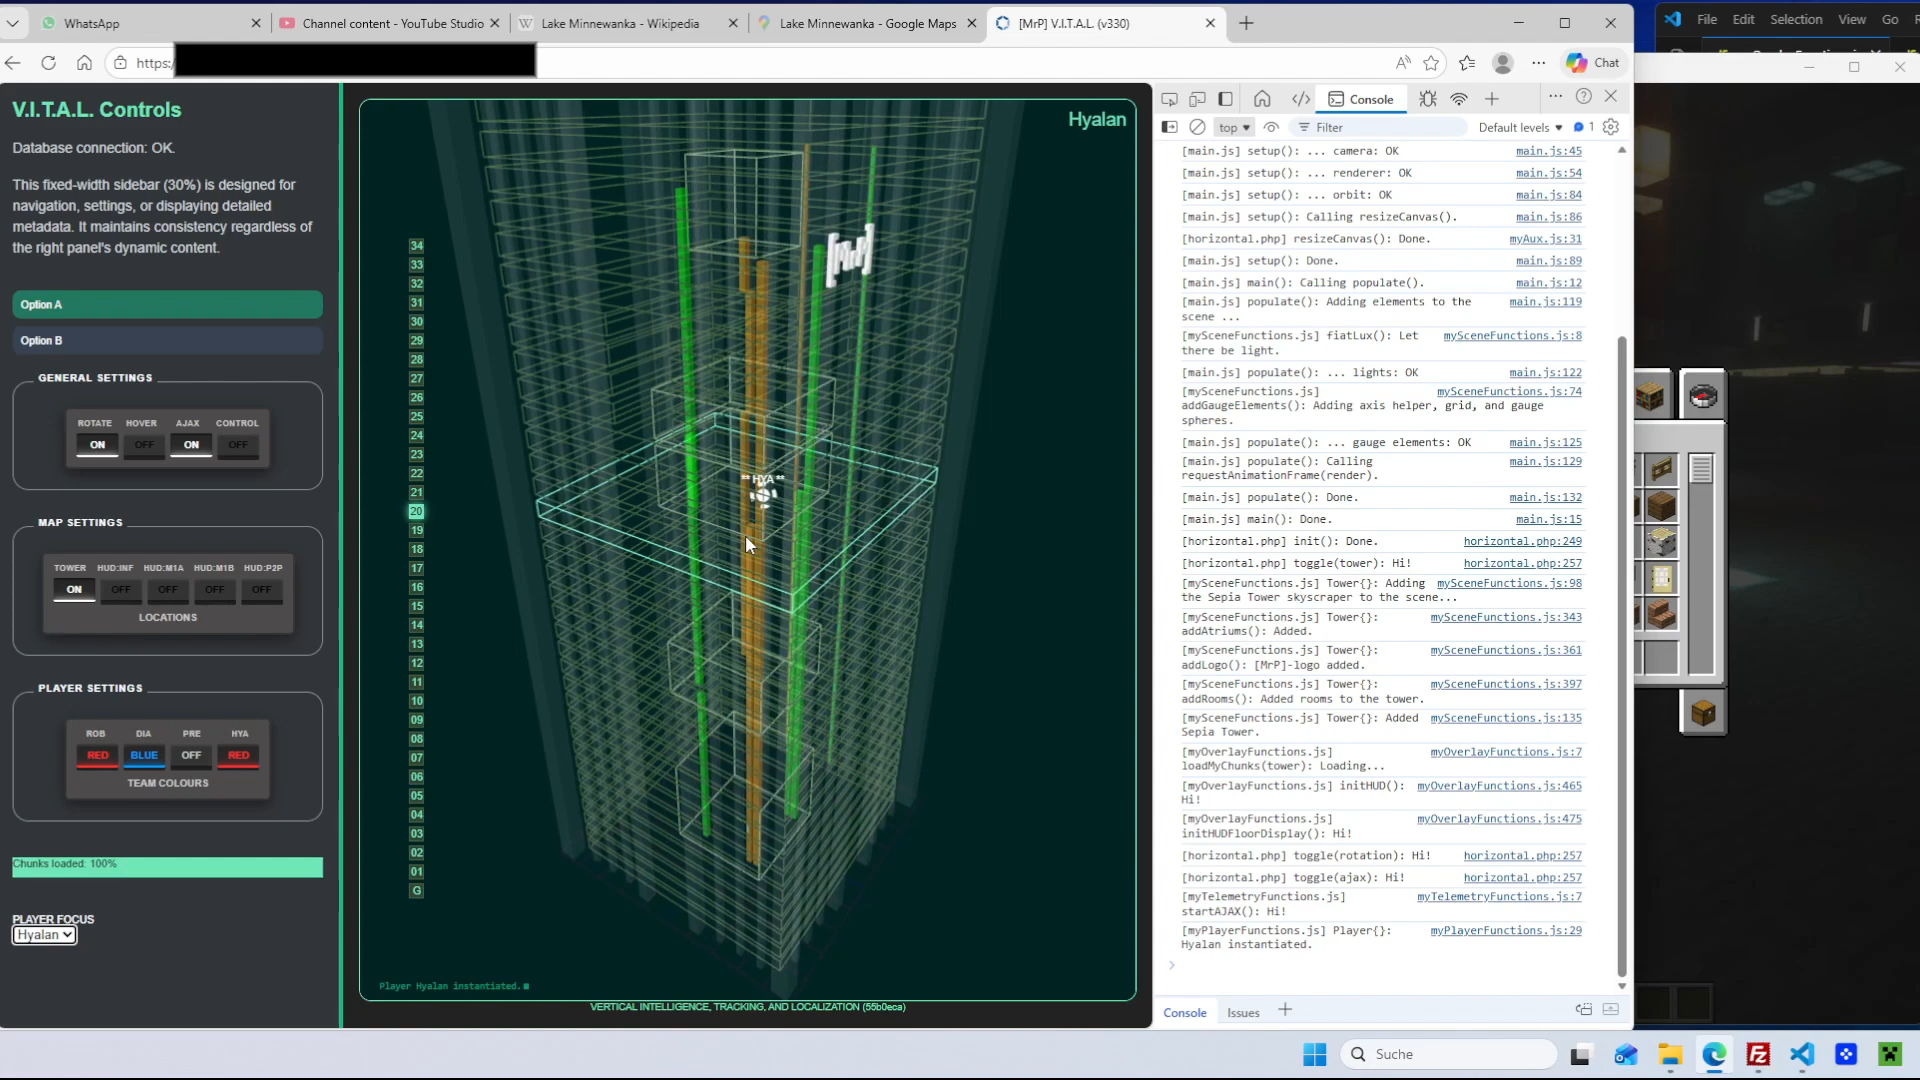 WhatsApp
Channel content - YouTube Studio
Lake Minnewanka - Wikipedia
Lake Minnewanka - Google Maps
[MrP] V.I.T.A.L. (v330)
File Edit Selection View Go
https:
Chat
V.I.T.A.L. Controls
Database connection: OK.
This fixed-width sidebar (30%) is designed for
navigation, settings, or displaying detailed
metadata. It maintains consistency regardless of
the right panel's dynamic content.
Option A
Option B
GENERAL SETTINGS
ROTATE HOVER AJAX CONTROL
ON OFF ON OFF
MAP SETTINGS
TOWER HUD:INF HUD:M1A HUD:M1B HUD:P2P
ON OFF OFF OFF OFF
LOCATIONS
PLAYER SETTINGS
ROB DIA PRE HYA
RED BLUE OFF RED
TEAM COLOURS
Chunks loaded: 100%
PLAYER FOCUS
Hyalan
Hyalan
34
33
32
31
30
29
28
27
26
25
24
23
22
21
20
19
18
17
16
15
14
13
12
11
10
09
08
07
06
05
04
03
02
01
G
** HYA **
Player Hyalan instantiated.
VERTICAL INTELLIGENCE, TRACKING, AND LOCALIZATION (55b0eca)
Console
top
Filter
Default levels
1
[main.js] setup(): ... camera: OK main.js:45
[main.js] setup(): ... renderer: OK main.js:54
[main.js] setup(): ... orbit: OK main.js:84
[main.js] setup(): Calling resizeCanvas(). main.js:86
[horizontal.php] resizeCanvas(): Done. myAux.js:31
[main.js] setup(): Done. main.js:89
[main.js] main(): Calling populate(). main.js:12
[main.js] populate(): Adding elements to the main.js:119
scene ...
[mySceneFunctions.js] fiatLux(): Let mySceneFunctions.js:8
there be light.
[main.js] populate(): ... lights: OK main.js:122
[mySceneFunctions.js] mySceneFunctions.js:74
addGaugeElements(): Adding axis helper, grid, and gauge
spheres.
[main.js] populate(): ... gauge elements: OK main.js:125
[main.js] populate(): Calling main.js:129
requestAnimationFrame(render).
[main.js] populate(): Done. main.js:132
[main.js] main(): Done. main.js:15
[horizontal.php] init(): Done. horizontal.php:249
[horizontal.php] toggle(tower): Hi! horizontal.php:257
[mySceneFunctions.js] Tower{}: Adding mySceneFunctions.js:98
the Sepia Tower skyscraper to the scene...
[mySceneFunctions.js] Tower{}: mySceneFunctions.js:343
addAtriums(): Added.
[mySceneFunctions.js] Tower{}: mySceneFunctions.js:361
addLogo(): [MrP]-logo added.
[mySceneFunctions.js] Tower{}: mySceneFunctions.js:397
addRooms(): Added rooms to the tower.
[mySceneFunctions.js] Tower{}: Added mySceneFunctions.js:135
Sepia Tower.
[myOverlayFunctions.js] myOverlayFunctions.js:7
loadMyChunks(tower): Loading...
[myOverlayFunctions.js] initHUD(): myOverlayFunctions.js:465
Hi!
[myOverlayFunctions.js] myOverlayFunctions.js:475
initHUDFloorDisplay(): Hi!
[horizontal.php] toggle(rotation): Hi! horizontal.php:257
[horizontal.php] toggle(ajax): Hi! horizontal.php:257
[myTelemetryFunctions.js] myTelemetryFunctions.js:7
startAJAX(): Hi!
[myPlayerFunctions.js] Player{}: myPlayerFunctions.js:29
Hyalan instantiated.
Console
Issues
Suche